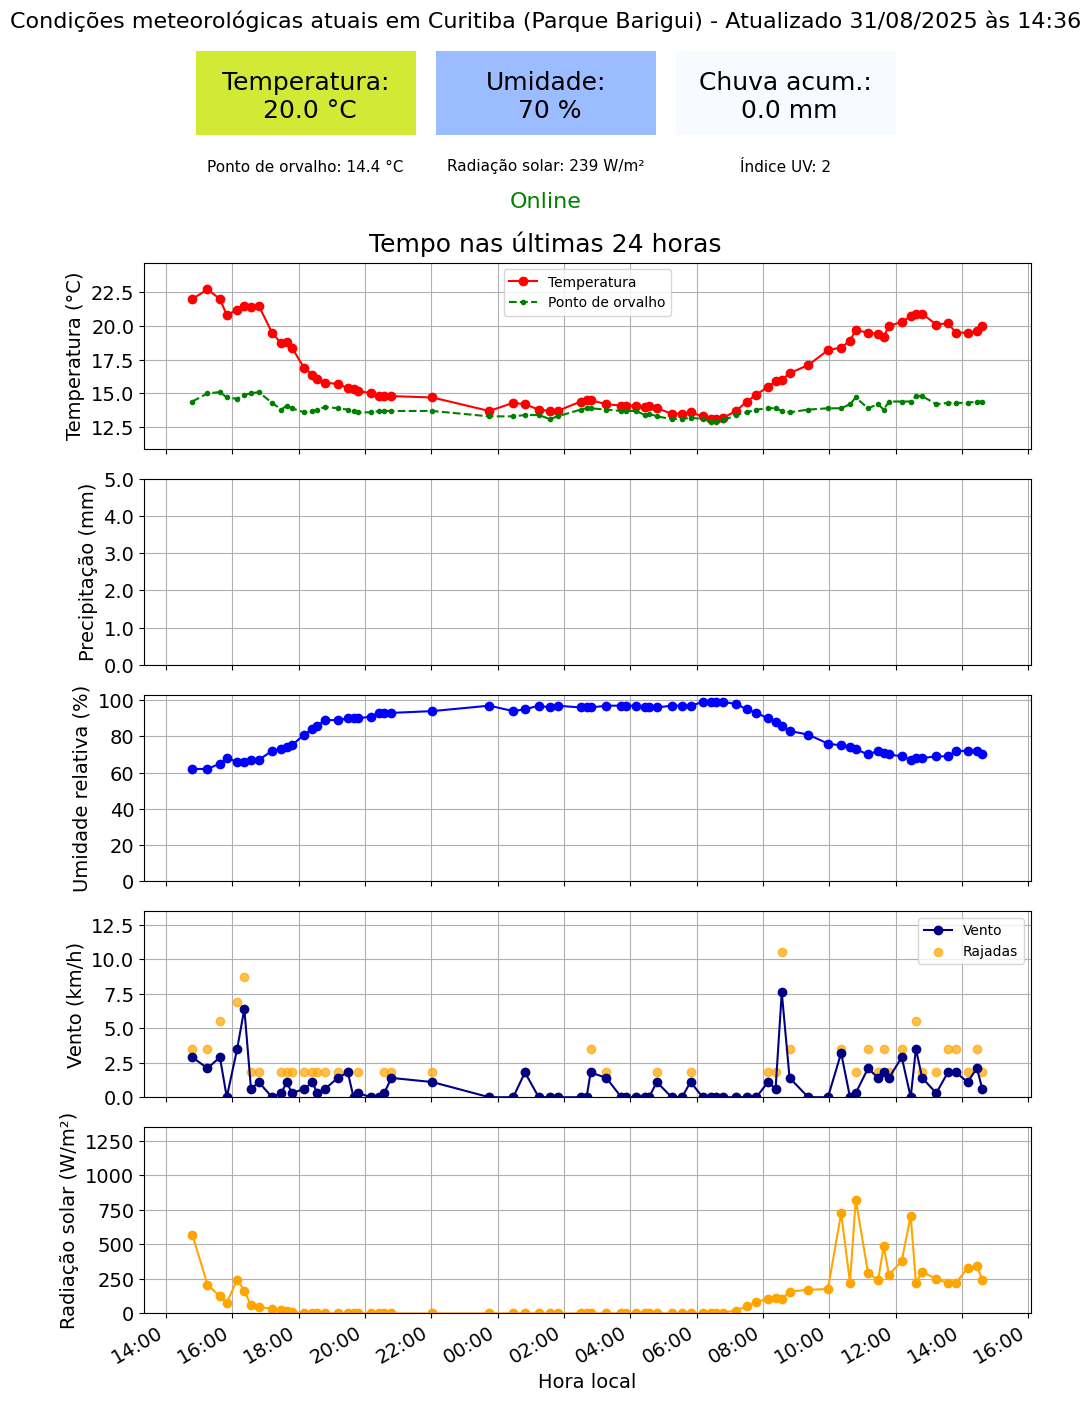 Condições meteorológicas atuais em Curitiba (Parque Barigui) - Atualizado 31/08/2025 às 14:36
Temperatura:
20.0 °C
Umidade:
70 %
Chuva acum.:
0.0 mm
Ponto de orvalho: 14.4 °C
Radiação solar: 239 W/m²
Índice UV: 2
Online
Tempo nas últimas 24 horas
Temperatura (°C)
22.5
20.0
17.5
15.0
12.5
Temperatura
Ponto de orvalho
Precipitação (mm)
5.0
4.0
3.0
2.0
1.0
0.0
Umidade relativa (%)
100
80
60
40
20
0
Vento (km/h)
12.5
10.0
7.5
5.0
2.5
0.0
Vento
Rajadas
Radiação solar (W/m²)
1250
1000
750
500
250
0
14:00
16:00
18:00
20:00
22:00
00:00
02:00
04:00
06:00
08:00
10:00
12:00
14:00
16:00
Hora local